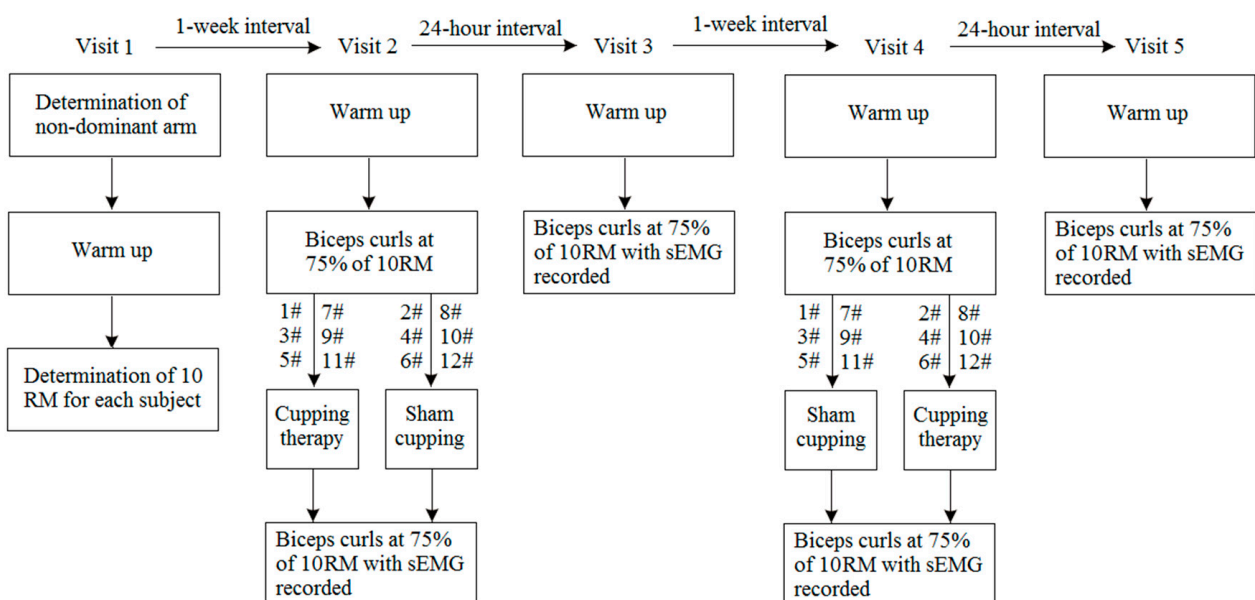 Visit 1
1-week interval
Visit 2
24-hour interval
Visit 3
1-week interval
Visit 4
24-hour interval
Visit 5
Determination of
non-dominant arm
Warm up
Determination of 10
RM for each subject
Warm up
Biceps curls at
75% of 10RM
1# 7#
3# 9#
5# 11#
2# 8#
4# 10#
6# 12#
Cupping
therapy
Sham
cupping
Biceps curls at 75%
of 10RM with sEMG
recorded
Warm up
Biceps curls at 75%
of 10RM with sEMG
recorded
Warm up
Biceps curls at
75% of 10RM
1# 7#
3# 9#
5# 11#
2# 8#
4# 10#
6# 12#
Sham
cupping
Cupping
therapy
Biceps curls at 75%
of 10RM with sEMG
recorded
Warm up
Biceps curls at 75%
of 10RM with sEMG
recorded